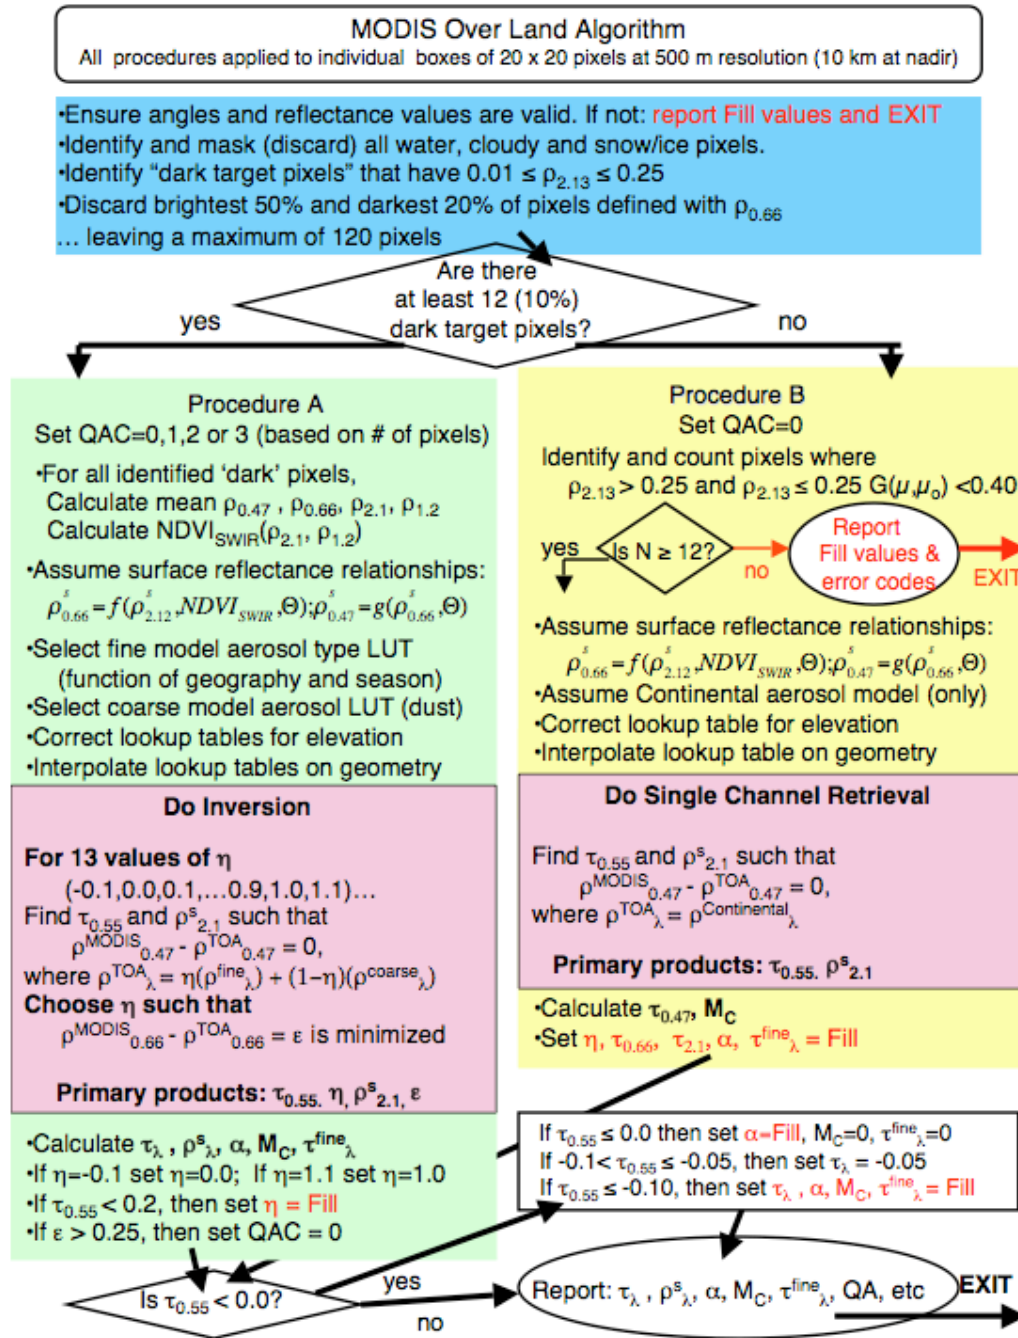 MODIS Over Land Algorithm
All procedures applied to individual boxes of 20 x 20 pixels at 500 m resolution (10 km at nadir)
•Ensure angles and reflectance values are valid. If not: report Fill values and EXIT
•Identify and mask (discard) all water, cloudy and snow/ice pixels.
•Identify “dark target pixels” that have 0.01 ≤ ρ2.13 ≤ 0.25
•Discard brightest 50% and darkest 20% of pixels defined with ρ0.66
... leaving a maximum of 120 pixels
Are there
at least 12 (10%)
dark target pixels?
yes
no
Procedure A
Set QAC=0,1,2 or 3 (based on # of pixels)
•For all identified ‘dark’ pixels,
Calculate mean ρ0.47 , ρ0.66, ρ2.1, ρ1.2
Calculate NDVISWIR(ρ2.1, ρ1.2)
•Assume surface reflectance relationships:
ρs0.66=f(ρs2.12,NDVISWIR,Θ);ρs0.47=g(ρs0.66,Θ)
•Select fine model aerosol type LUT
(function of geography and season)
•Select coarse model aerosol LUT (dust)
•Correct lookup tables for elevation
•Interpolate lookup tables on geometry
Do Inversion
For 13 values of η
(-0.1,0.0,0.1,...0.9,1.0,1.1)...
Find τ0.55 and ρs2.1 such that
ρMODIS0.47 - ρTOA0.47 = 0,
where ρTOAλ = η(ρfineλ) + (1-η)(ρcoarseλ)
Choose η such that
ρMODIS0.66 - ρTOA0.66 = ε is minimized
Primary products: τ0.55, η, ρs2.1, ε
•Calculate τλ , ρsλ, α, MC, τfineλ
•If η=-0.1 set η=0.0; If η=1.1 set η=1.0
•If τ0.55 < 0.2, then set η = Fill
•If ε > 0.25, then set QAC = 0
Is τ0.55 < 0.0?
yes
no
Procedure B
Set QAC=0
Identify and count pixels where
ρ2.13 > 0.25 and ρ2.13 ≤ 0.25 G(μ,μo) <0.40
Is N ≥ 12?
yes
no
Report
Fill values &
error codes
EXIT
•Assume surface reflectance relationships:
ρs0.66=f(ρs2.12,NDVISWIR,Θ);ρs0.47=g(ρs0.66,Θ)
•Assume Continental aerosol model (only)
•Correct lookup table for elevation
•Interpolate lookup table on geometry
Do Single Channel Retrieval
Find τ0.55 and ρs2.1 such that
ρMODIS0.47 - ρTOA0.47 = 0,
where ρTOAλ = ρContinentalλ
Primary products: τ0.55, ρs2.1
•Calculate τ0.47, MC
•Set η, τ0.66, τ2.1, α, τfineλ = Fill
If τ0.55 ≤ 0.0 then set α=Fill, MC=0, τfineλ=0
If -0.1< τ0.55 ≤ -0.05, then set τλ = -0.05
If τ0.55 ≤ -0.10, then set τλ , α, MC, τfineλ = Fill
Report: τλ , ρsλ, α, MC, τfineλ, QA, etc
EXIT